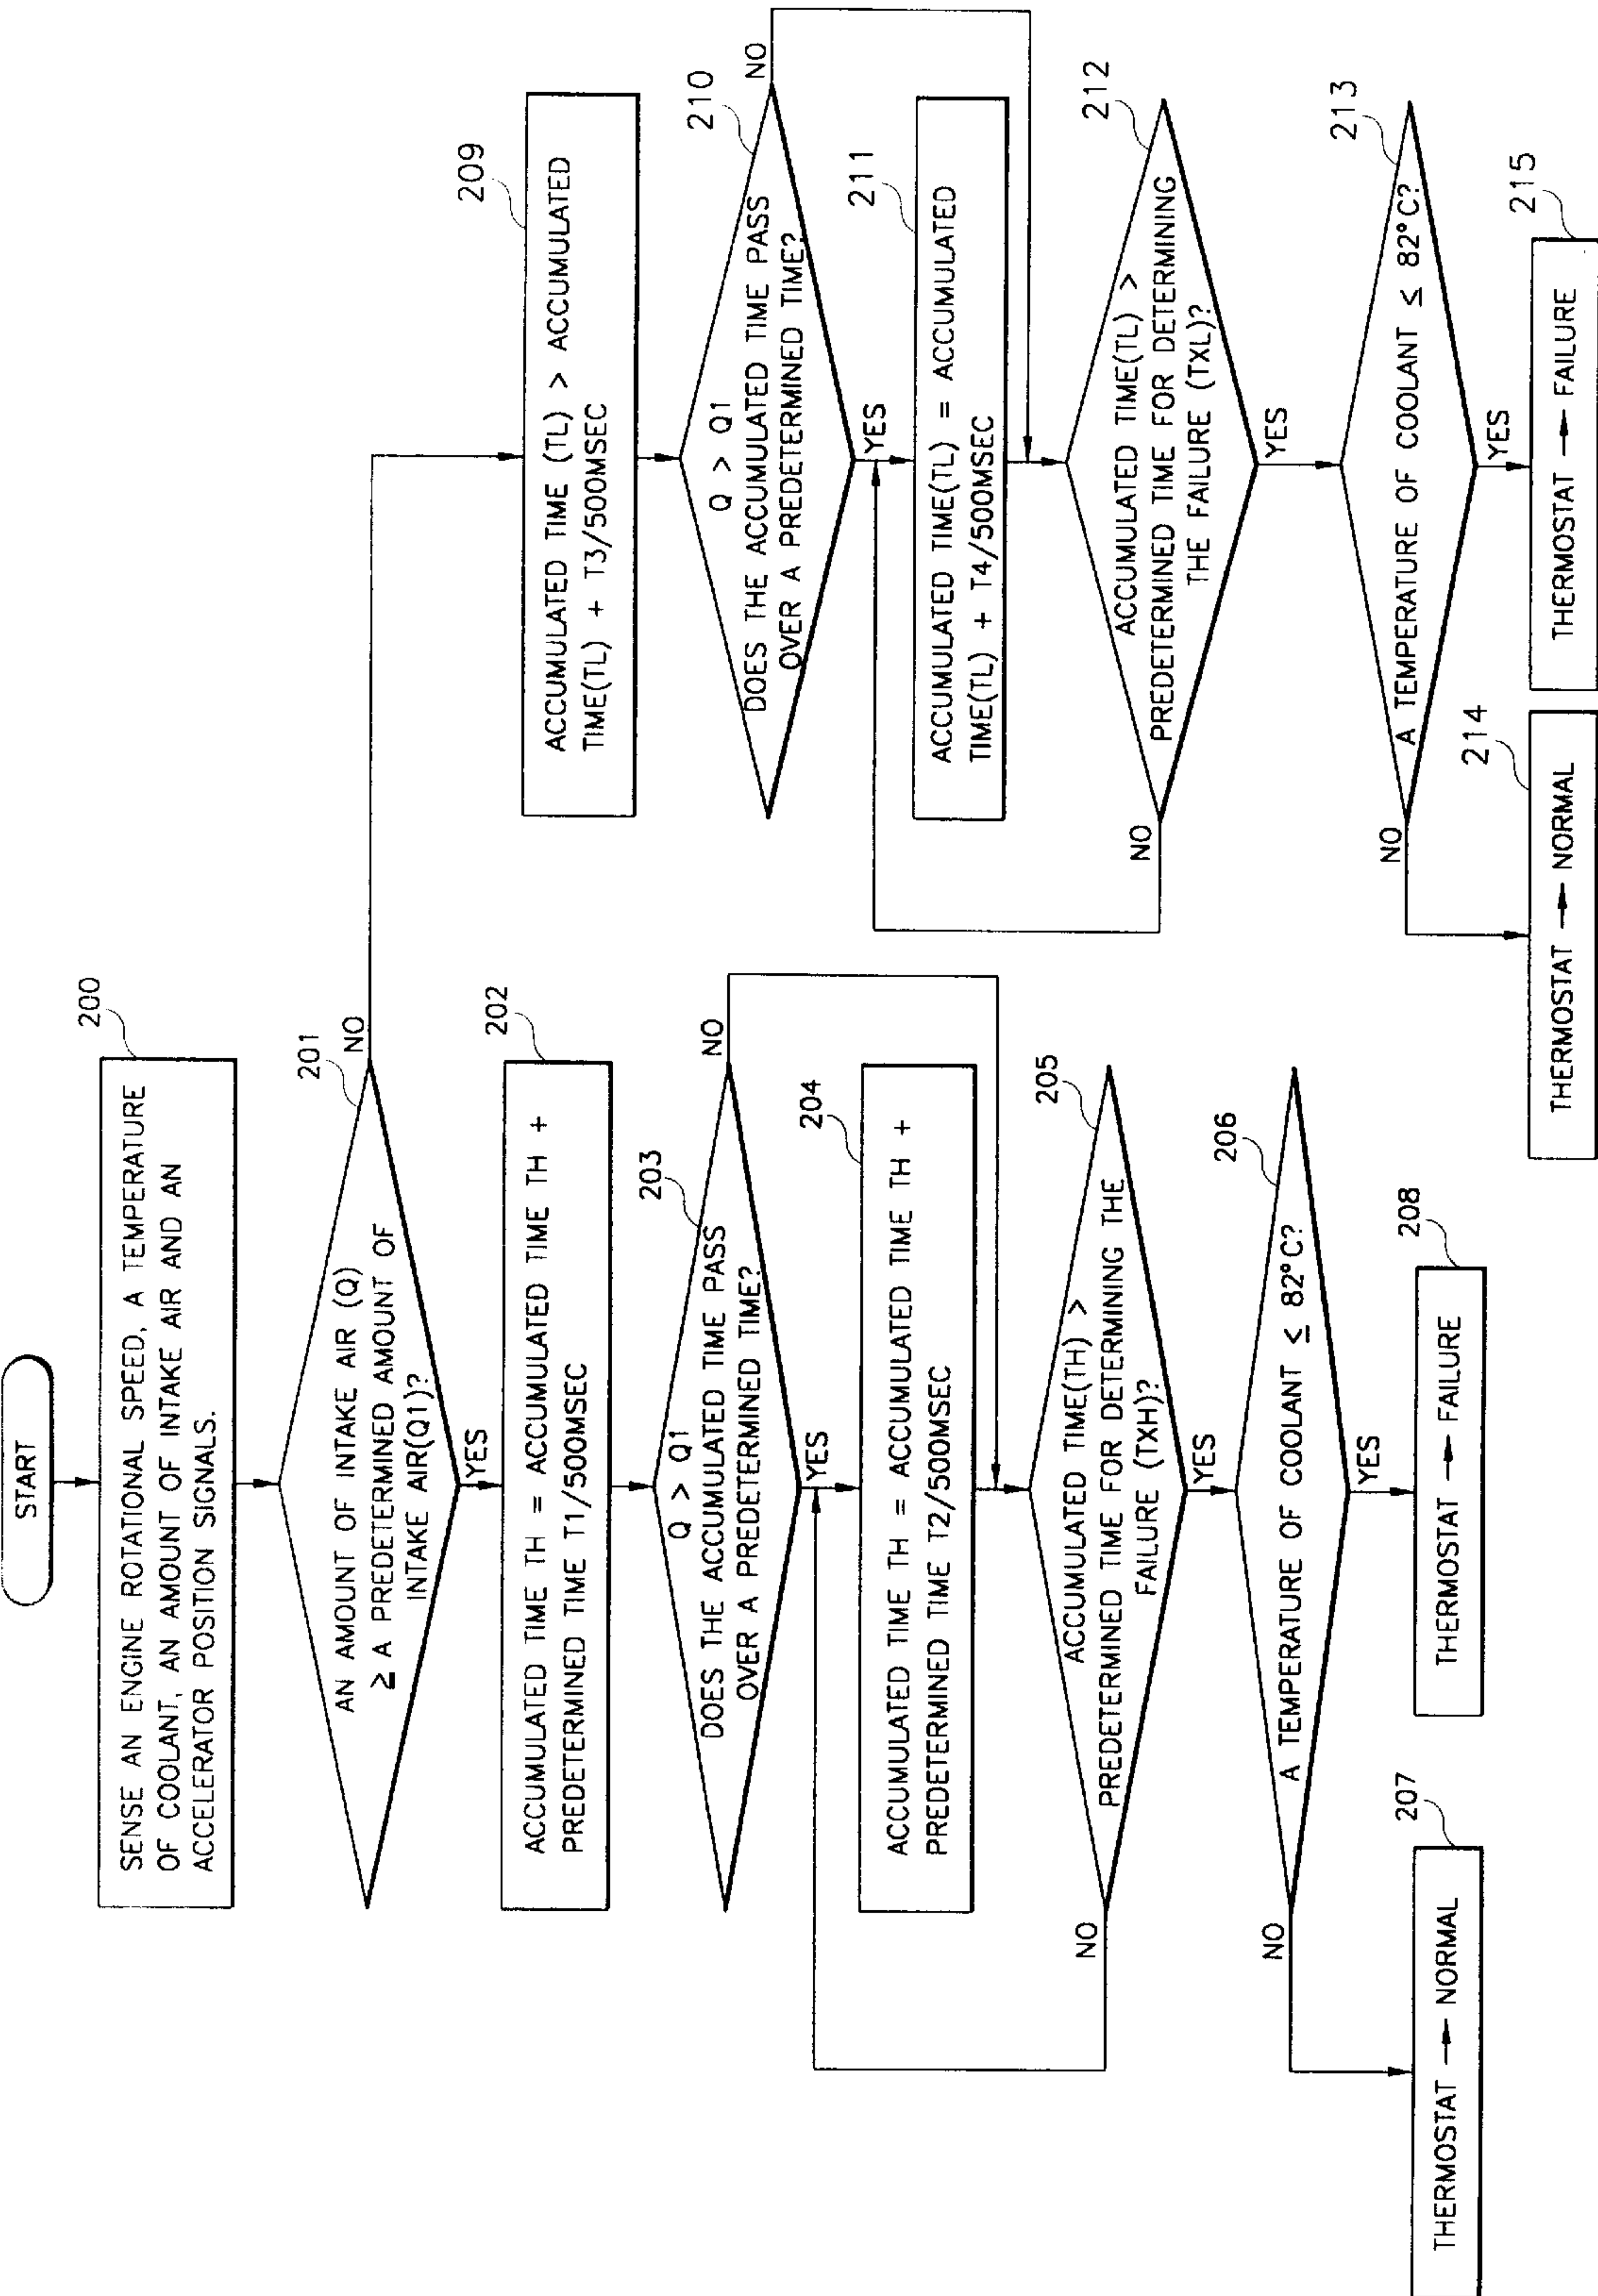 START
200
SENSE AN ENGINE ROTATIONAL SPEED, A TEMPERATURE
OF COOLANT, AN AMOUNT OF INTAKE AIR AND AN
ACCELERATOR POSITION SIGNALS.
201
AN AMOUNT OF INTAKE AIR (Q)
≥ A PREDETERMINED AMOUNT OF
INTAKE AIR(Q1)?
NO
YES
202
ACCUMULATED TIME TH = ACCUMULATED TIME TH +
PREDETERMINED TIME T1/500MSEC
203
Q > Q1
DOES THE ACCUMULATED TIME PASS
OVER A PREDETERMINED TIME?
NO
YES
204
ACCUMULATED TIME TH = ACCUMULATED TIME TH +
PREDETERMINED TIME T2/500MSEC
205
ACCUMULATED TIME(TH) >
PREDETERMINED TIME FOR DETERMINING THE
FAILURE (TXH)?
NO
YES
206
A TEMPERATURE OF COOLANT ≤ 82°C?
NO
YES
207
THERMOSTAT → NORMAL
208
THERMOSTAT → FAILURE
209
ACCUMULATED TIME (TL) > ACCUMULATED
TIME(TL) + T3/500MSEC
210
Q > Q1
DOES THE ACCUMULATED TIME PASS
OVER A PREDETERMINED TIME?
NO
YES
211
ACCUMULATED TIME(TL) = ACCUMULATED
TIME(TL) + T4/500MSEC
212
ACCUMULATED TIME(TL) >
PREDETERMINED TIME FOR DETERMINING
THE FAILURE (TXL)?
NO
YES
213
A TEMPERATURE OF COOLANT ≤ 82°C?
NO
YES
214
THERMOSTAT → NORMAL
215
THERMOSTAT → FAILURE